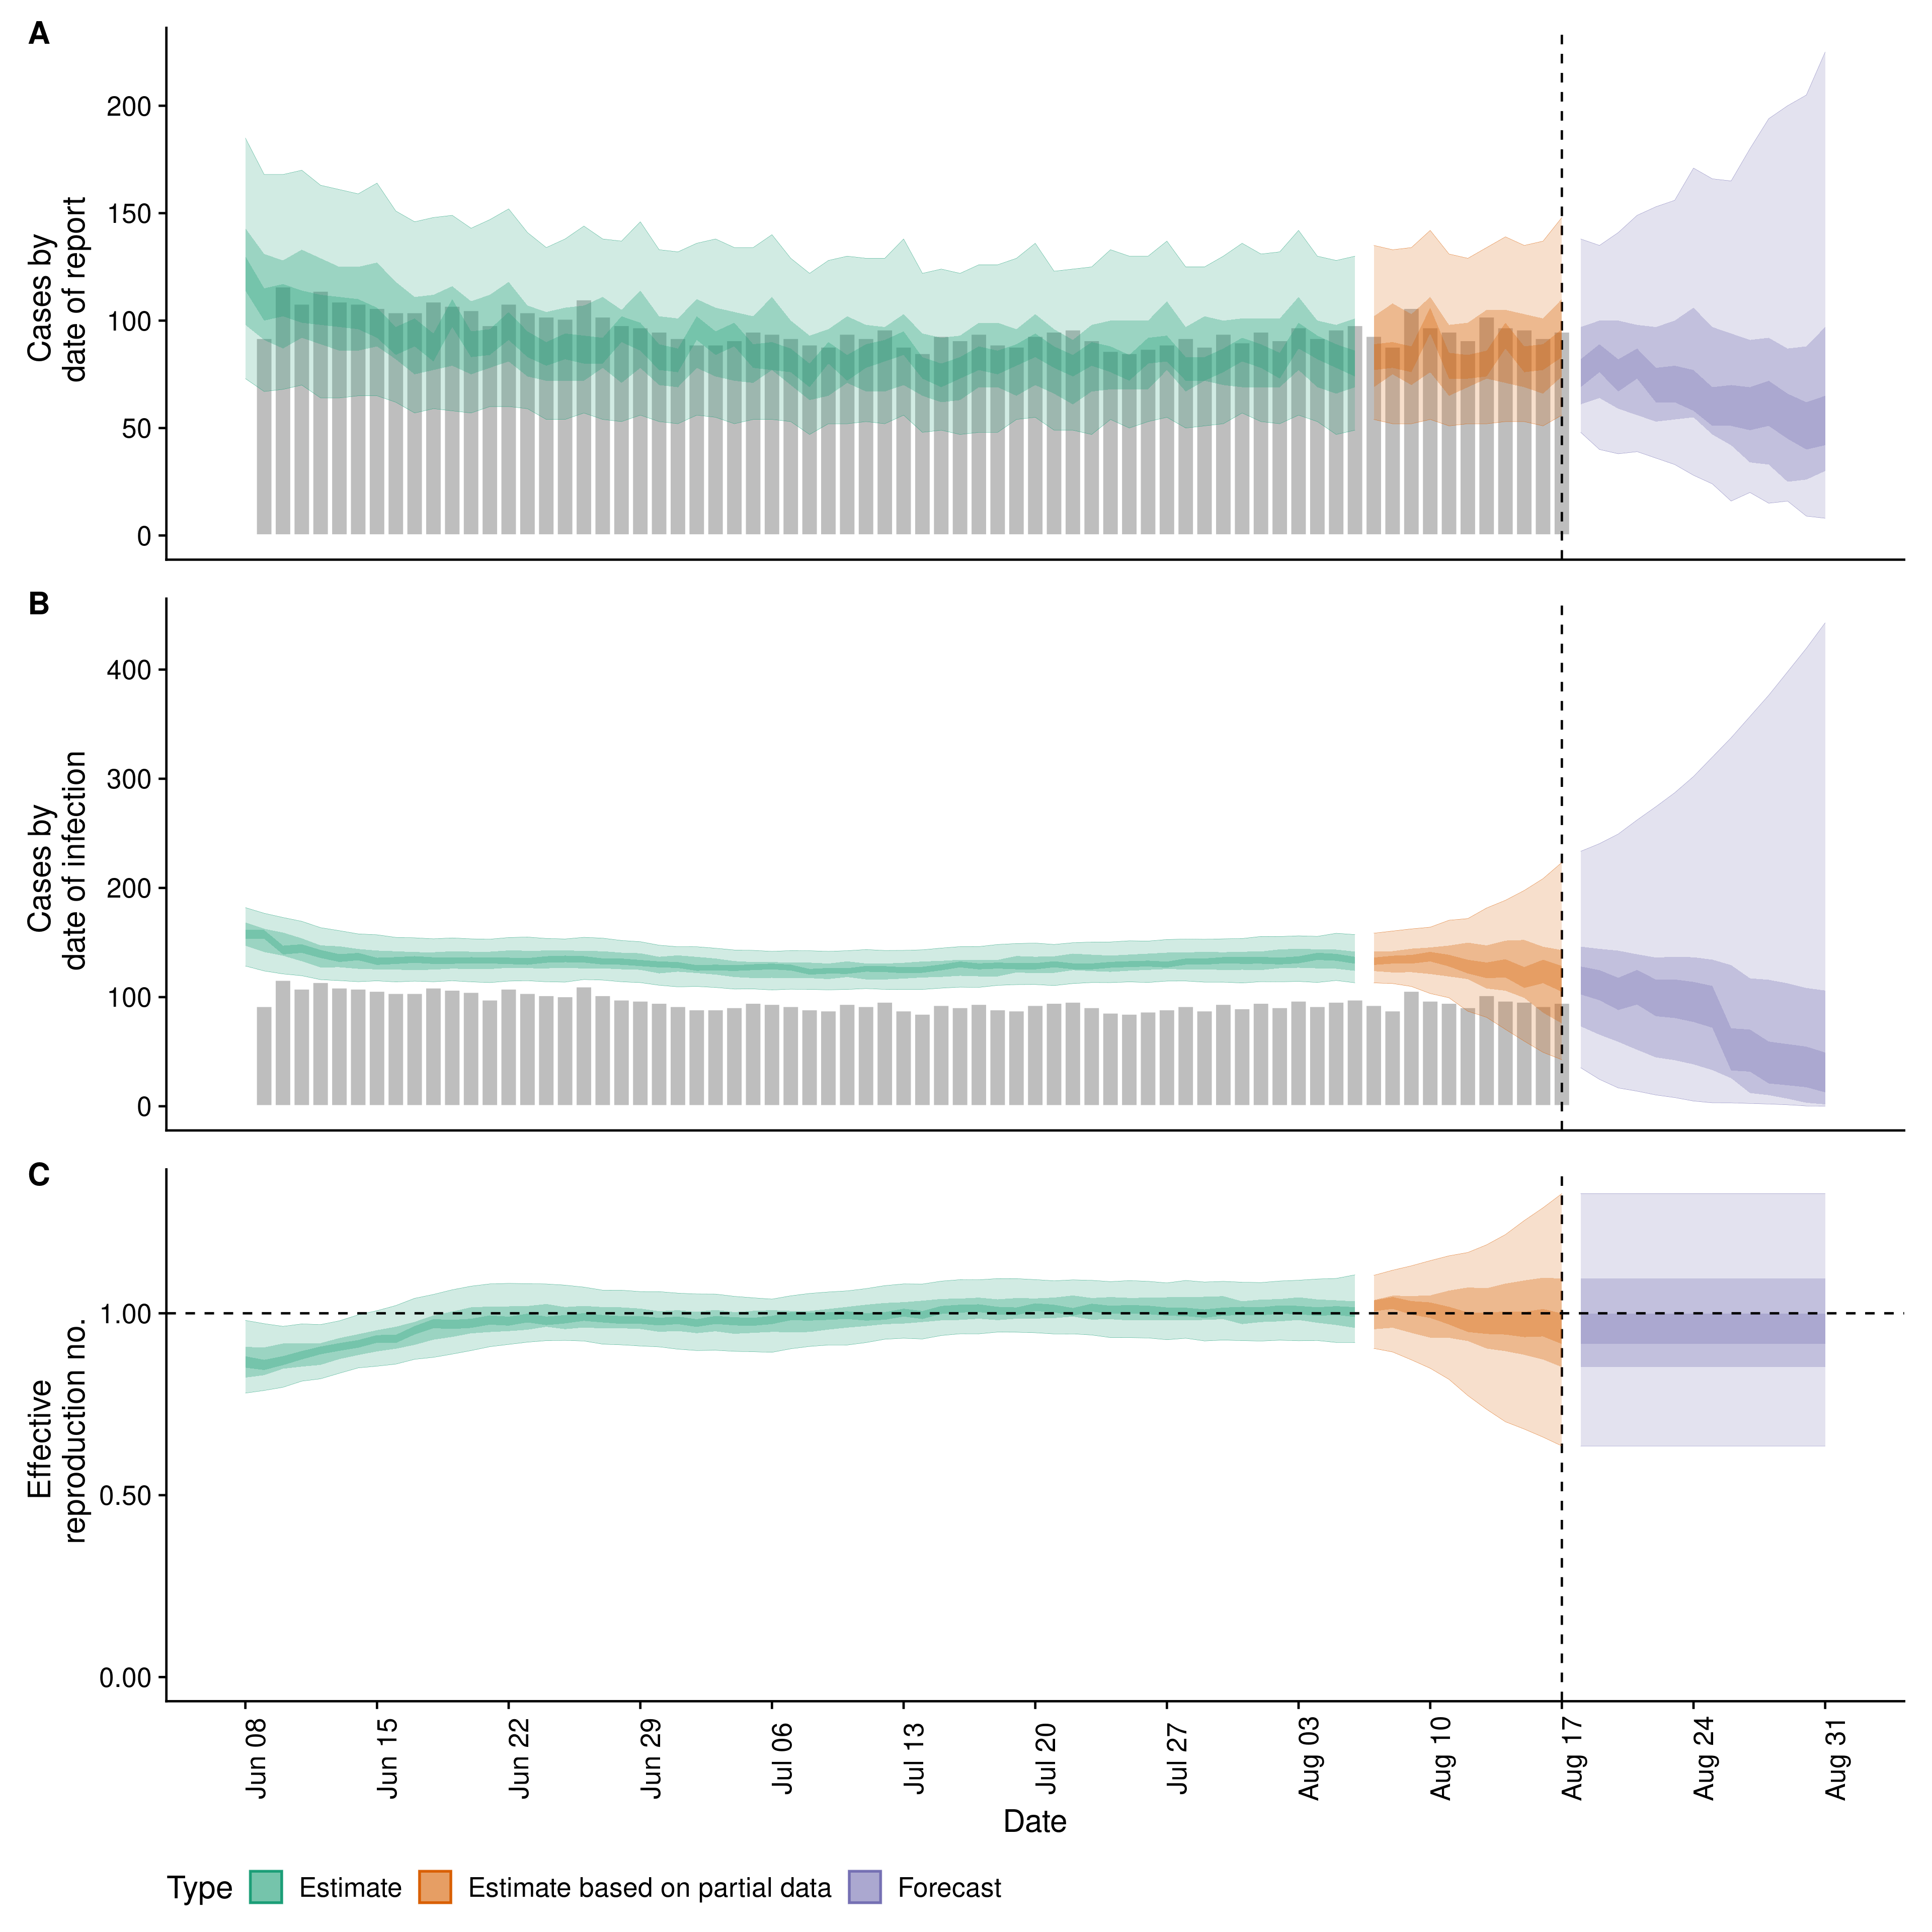 A
Cases by
date of report
200
150
100
50
0
B
Cases by
date of infection
400
300
200
100
0
C
Effective
reproduction no.
1.00
0.50
0.00
Jun 08
Jun 15
Jun 22
Jun 29
Jul 06
Jul 13
Jul 20
Jul 27
Aug 03
Aug 10
Aug 17
Aug 24
Aug 31
Date
Type Estimate Estimate based on partial data Forecast